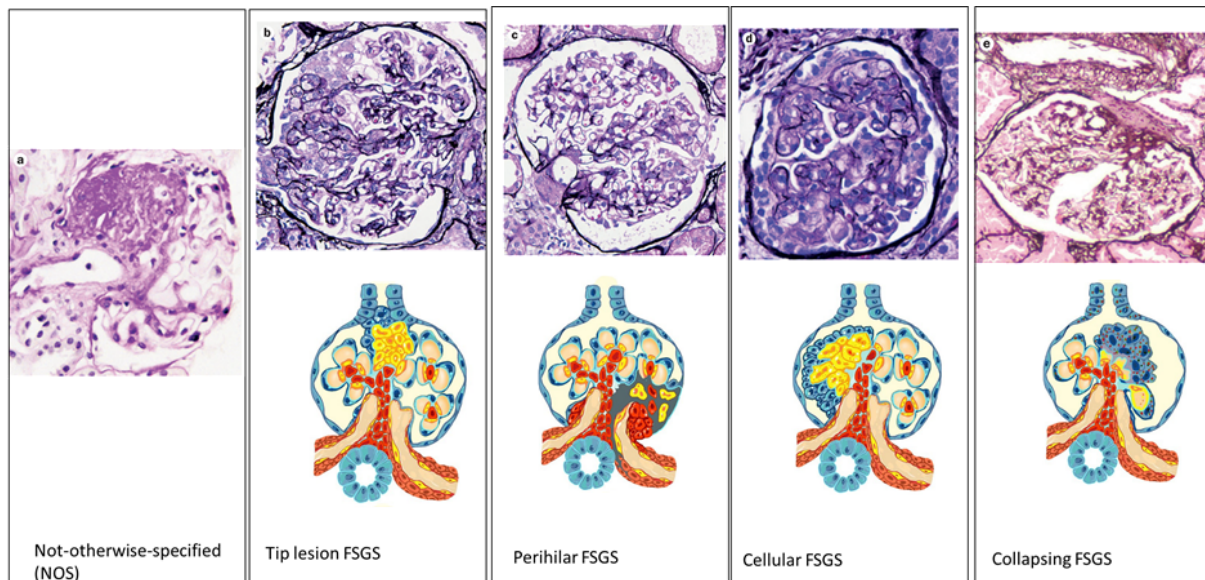 a
b
c
d
e
Not-otherwise-specified
(NOS)
Tip lesion FSGS
Perihilar FSGS
Cellular FSGS
Collapsing FSGS